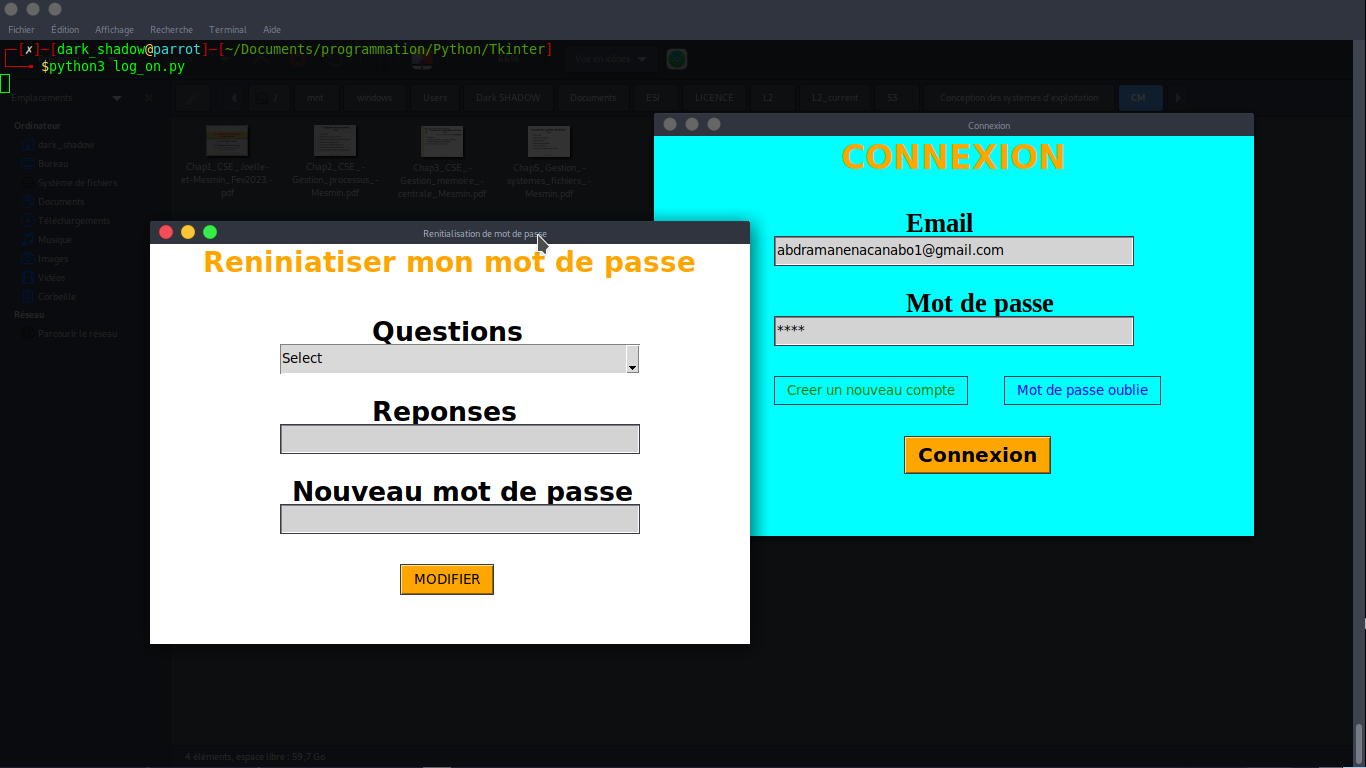 Fichier Édition Affichage Recherche Terminal Aide
┌─[✗]─[dark_shadow@parrot]─[~/Documents/programming/Python/Tkinter]
└──╼ $python3 log_on.py
Vue en icônes
Emplacements
/ mnt windows Users Dark SHADOW Documents ESI LICENCE L2 L2_current S3 Conception des systemes d'exploitation CM
Ordinateur
dark_shadow
Bureau
Système de fichiers
Documents
Téléchargements
Musique
Images
Vidéos
Corbeille
Réseau
Parcourir le réseau
Chap1_CSE_Joelle-
et-Mesmin_Fev2023.-
pdf
Chap2_CSE_-
Gestion_processus_-
Mesmin.pdf
Chap3_CSE_-
Gestion_memoire_-
centrale_Mesmin.pdf
Chap5_Gestion_-
systemes_fichiers_-
Mesmin.pdf
Connexion
CONNEXION
Email
abdramanenacanabo1@gmail.com
Mot de passe
****
Creer un nouveau compte Mot de passe oublie
Connexion
Renitialisation de mot de passe
Reniniatiser mon mot de passe
Questions
Select
Reponses
Nouveau mot de passe
MODIFIER
4 éléments, espace libre : 59,7 Go